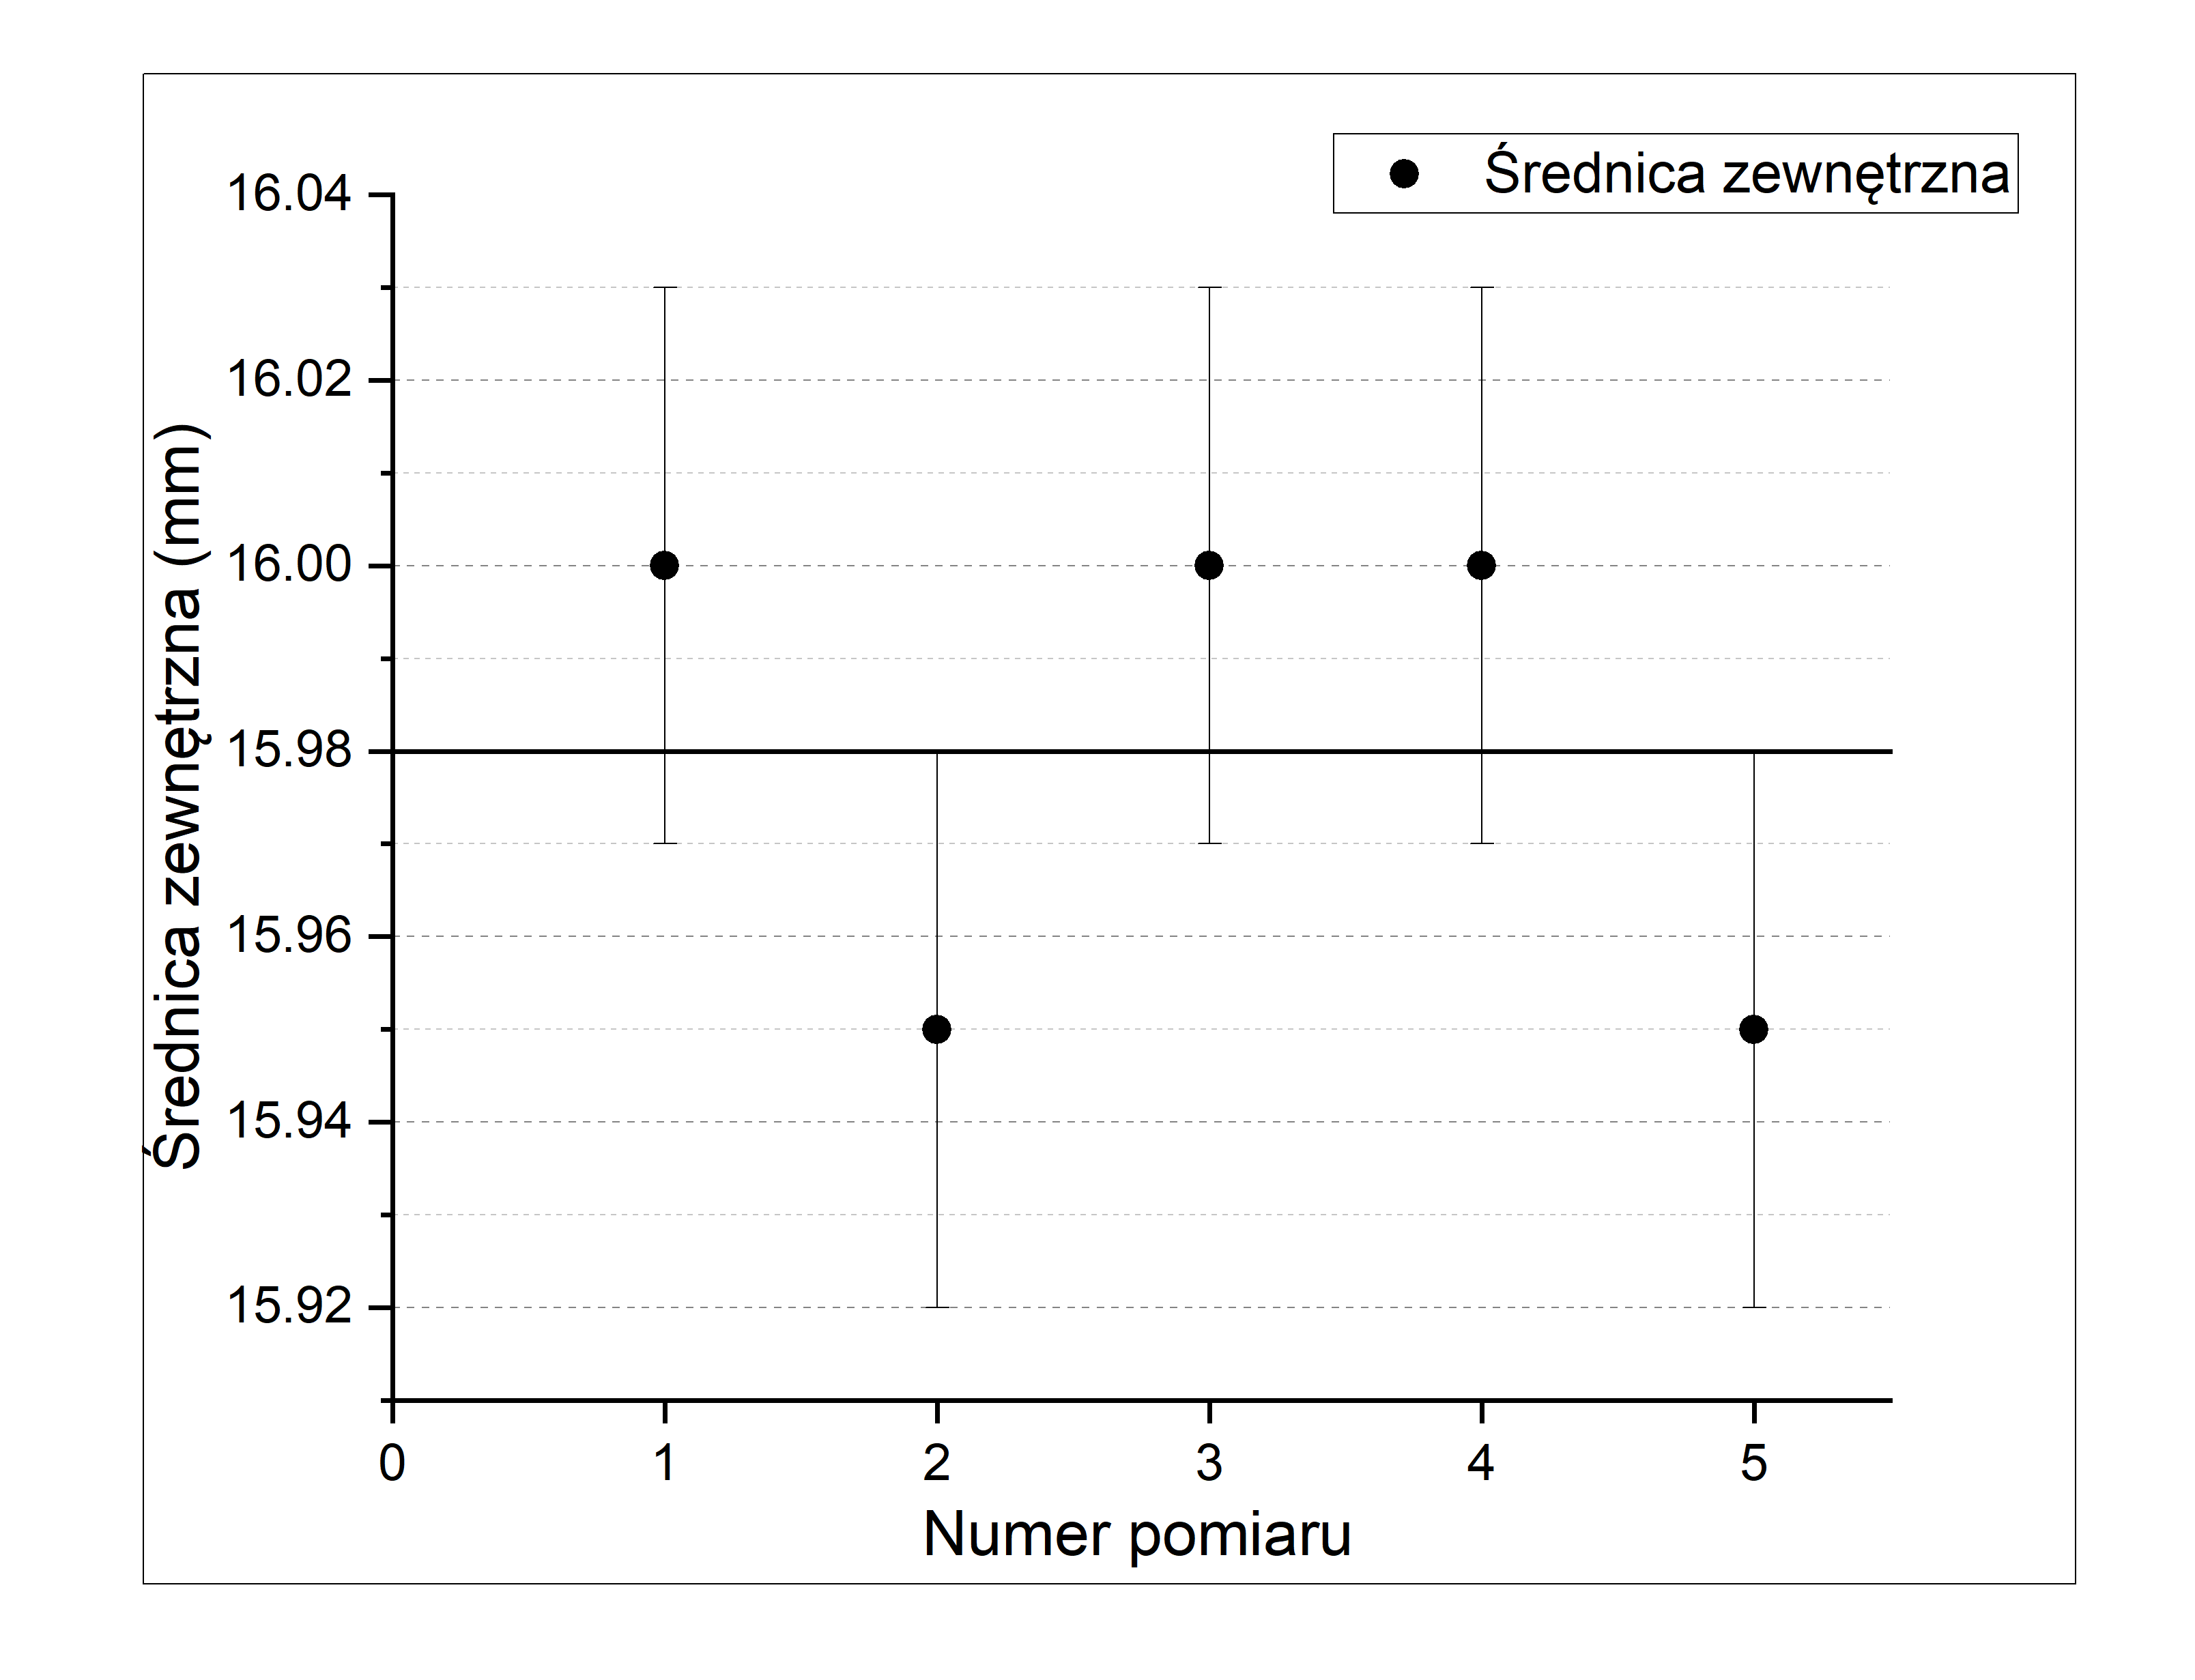 Średnica zewnętrzna
16.04
16.02
16.00
15.98
15.96
15.94
15.92
Średnica zewnętrzna (mm)
0 1 2 3 4 5
Numer pomiaru